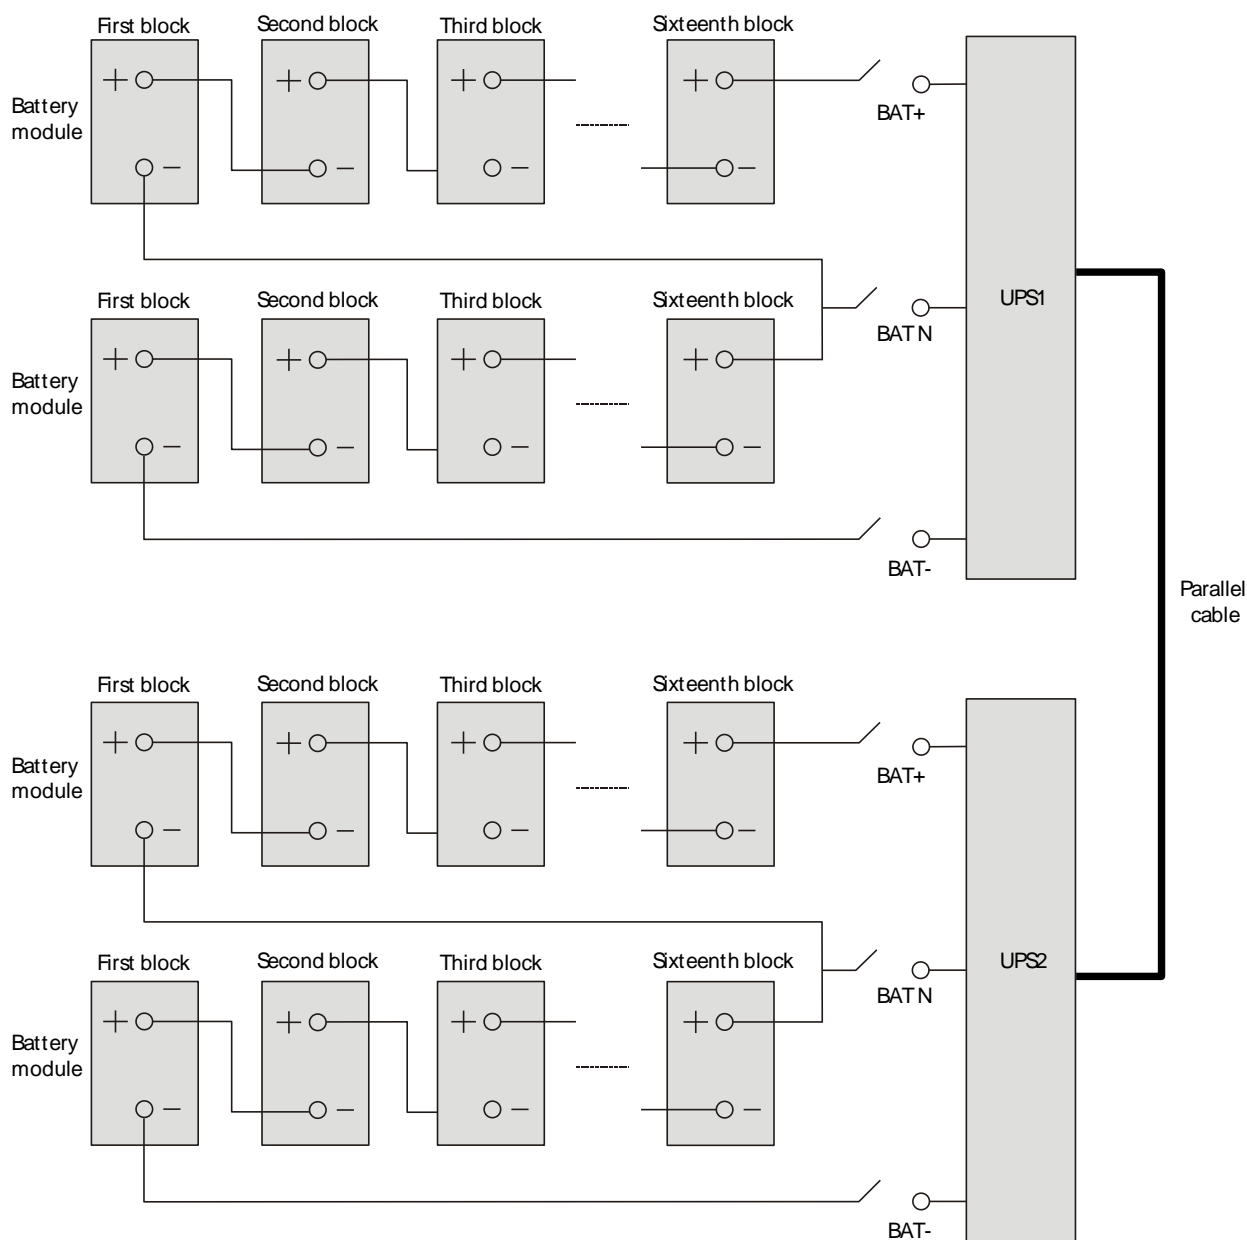 First block Second block Third block Sixteenth block
+ + + +
BAT+
Battery
module
- - - -
First block Second block Third block Sixteenth block
UPS1
BAT N
+ + + +
Battery
module
- - - -
BAT-
Parallel
cable
First block Second block Third block Sixteenth block
+ + + +
BAT+
Battery
module
- - - -
First block Second block Third block Sixteenth block
UPS2
BAT N
+ + + +
Battery
module
- - - -
BAT-